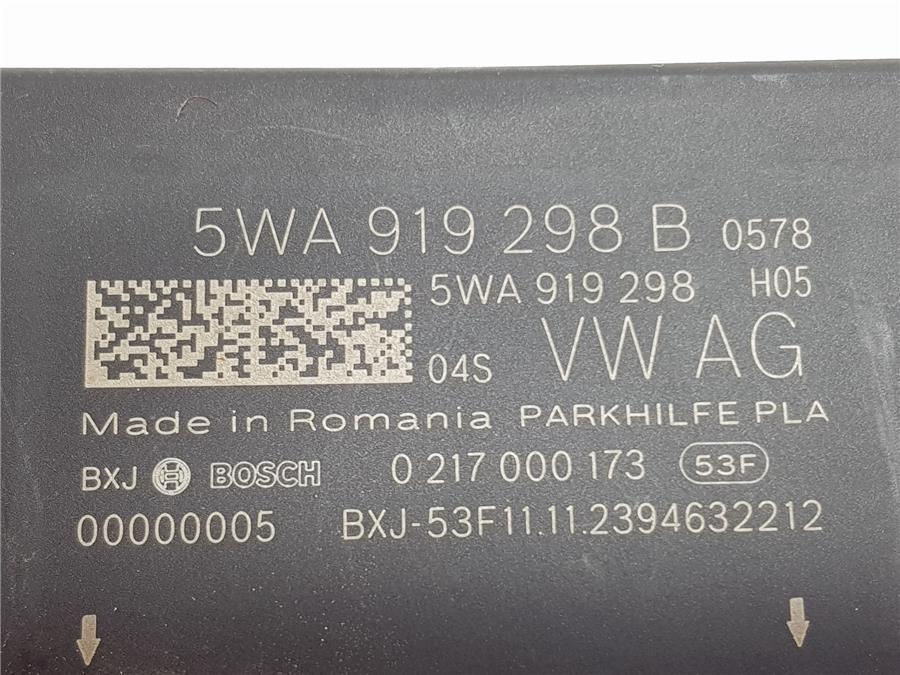 5WA 919 298 B 0578
5WA 919 298 H05
04S VW AG
Made in Romania PARKHILFE PLA
BXJ BOSCH 0 217 000 173 53F
00000005 BXJ-53F11.11.2394632212